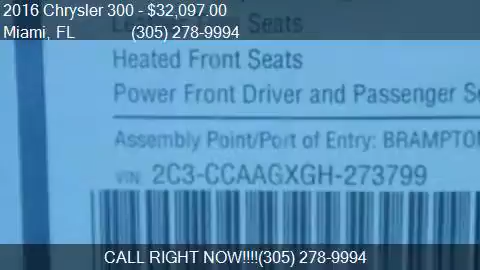 2016 Chrysler 300 - $32,097.00
Miami, FL (305) 278-9994
Seats
Heated Front Seats
Power Front Driver and Passenger
Assembly Point/Port of Entry: BRAMPTO
VIN: 2C3-CCAAGXGH-273799
CALL RIGHT NOW!!!!(305) 278-9994